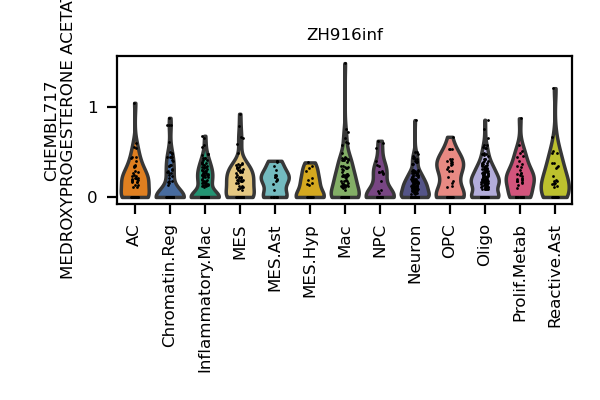 ZH916inf
CHEMBL717
MEDROXYPROGESTERONE
1
0
AC
Chromatin.Reg
Inflammatory.Mac
MES
MES.Ast
MES.Hyp
Mac
NPC
Neuron
OPC
Oligo
Prolif.Metab
Reactive.Ast